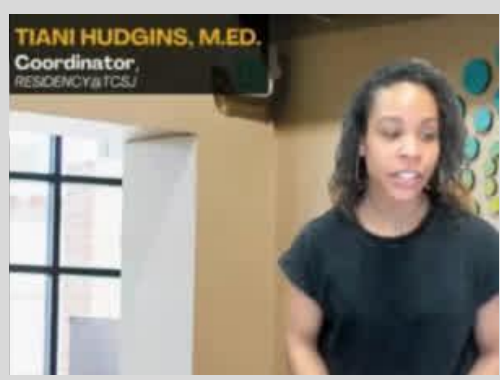 TIANI HUDGINS, M.ED.
Coordinator,
RESIDENCY@TCSJ